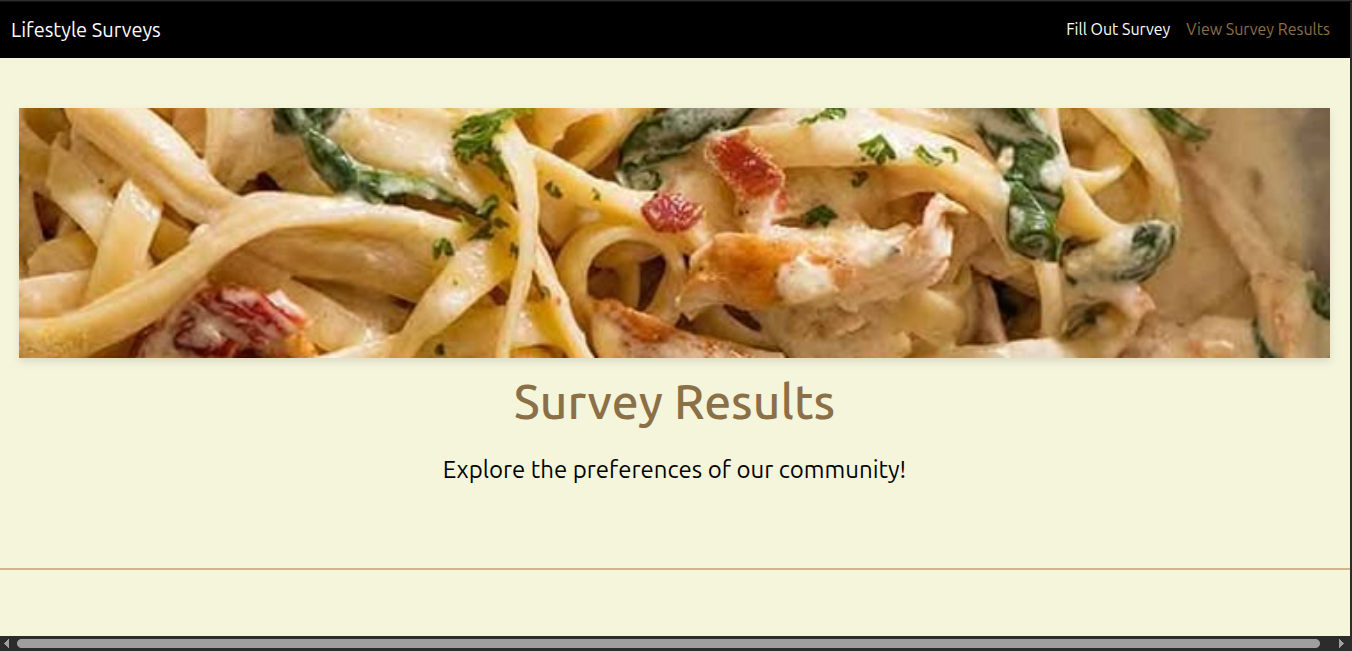 Lifestyle Surveys
Fill Out Survey View Survey Results
Survey Results
Explore the preferences of our community!